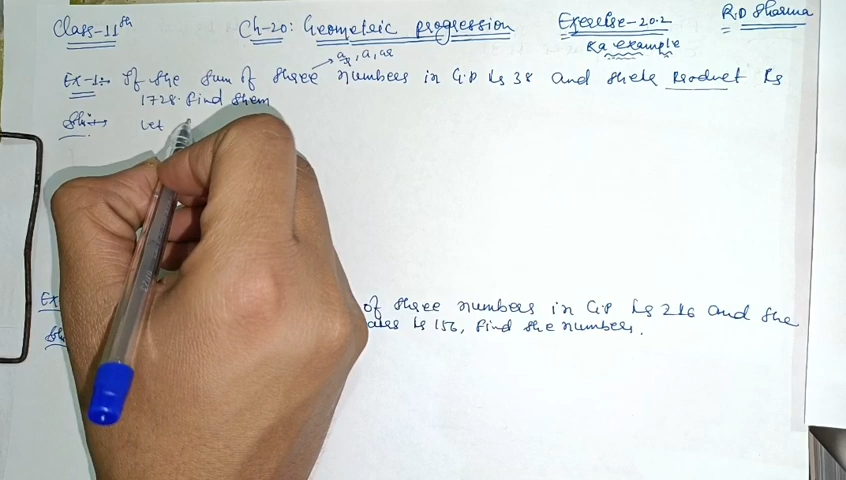 Class-11th Ch-20: Geometric progression Exercise-20.2 R.D Sharma
Ka example
a/r, a, ar
Ex-1:- If the sum of three numbers in G.P is 38 and their product is
1728. find them
Sol:- Let
Ex of three numbers in G.P is 216 and the
is 156, find the numbers.